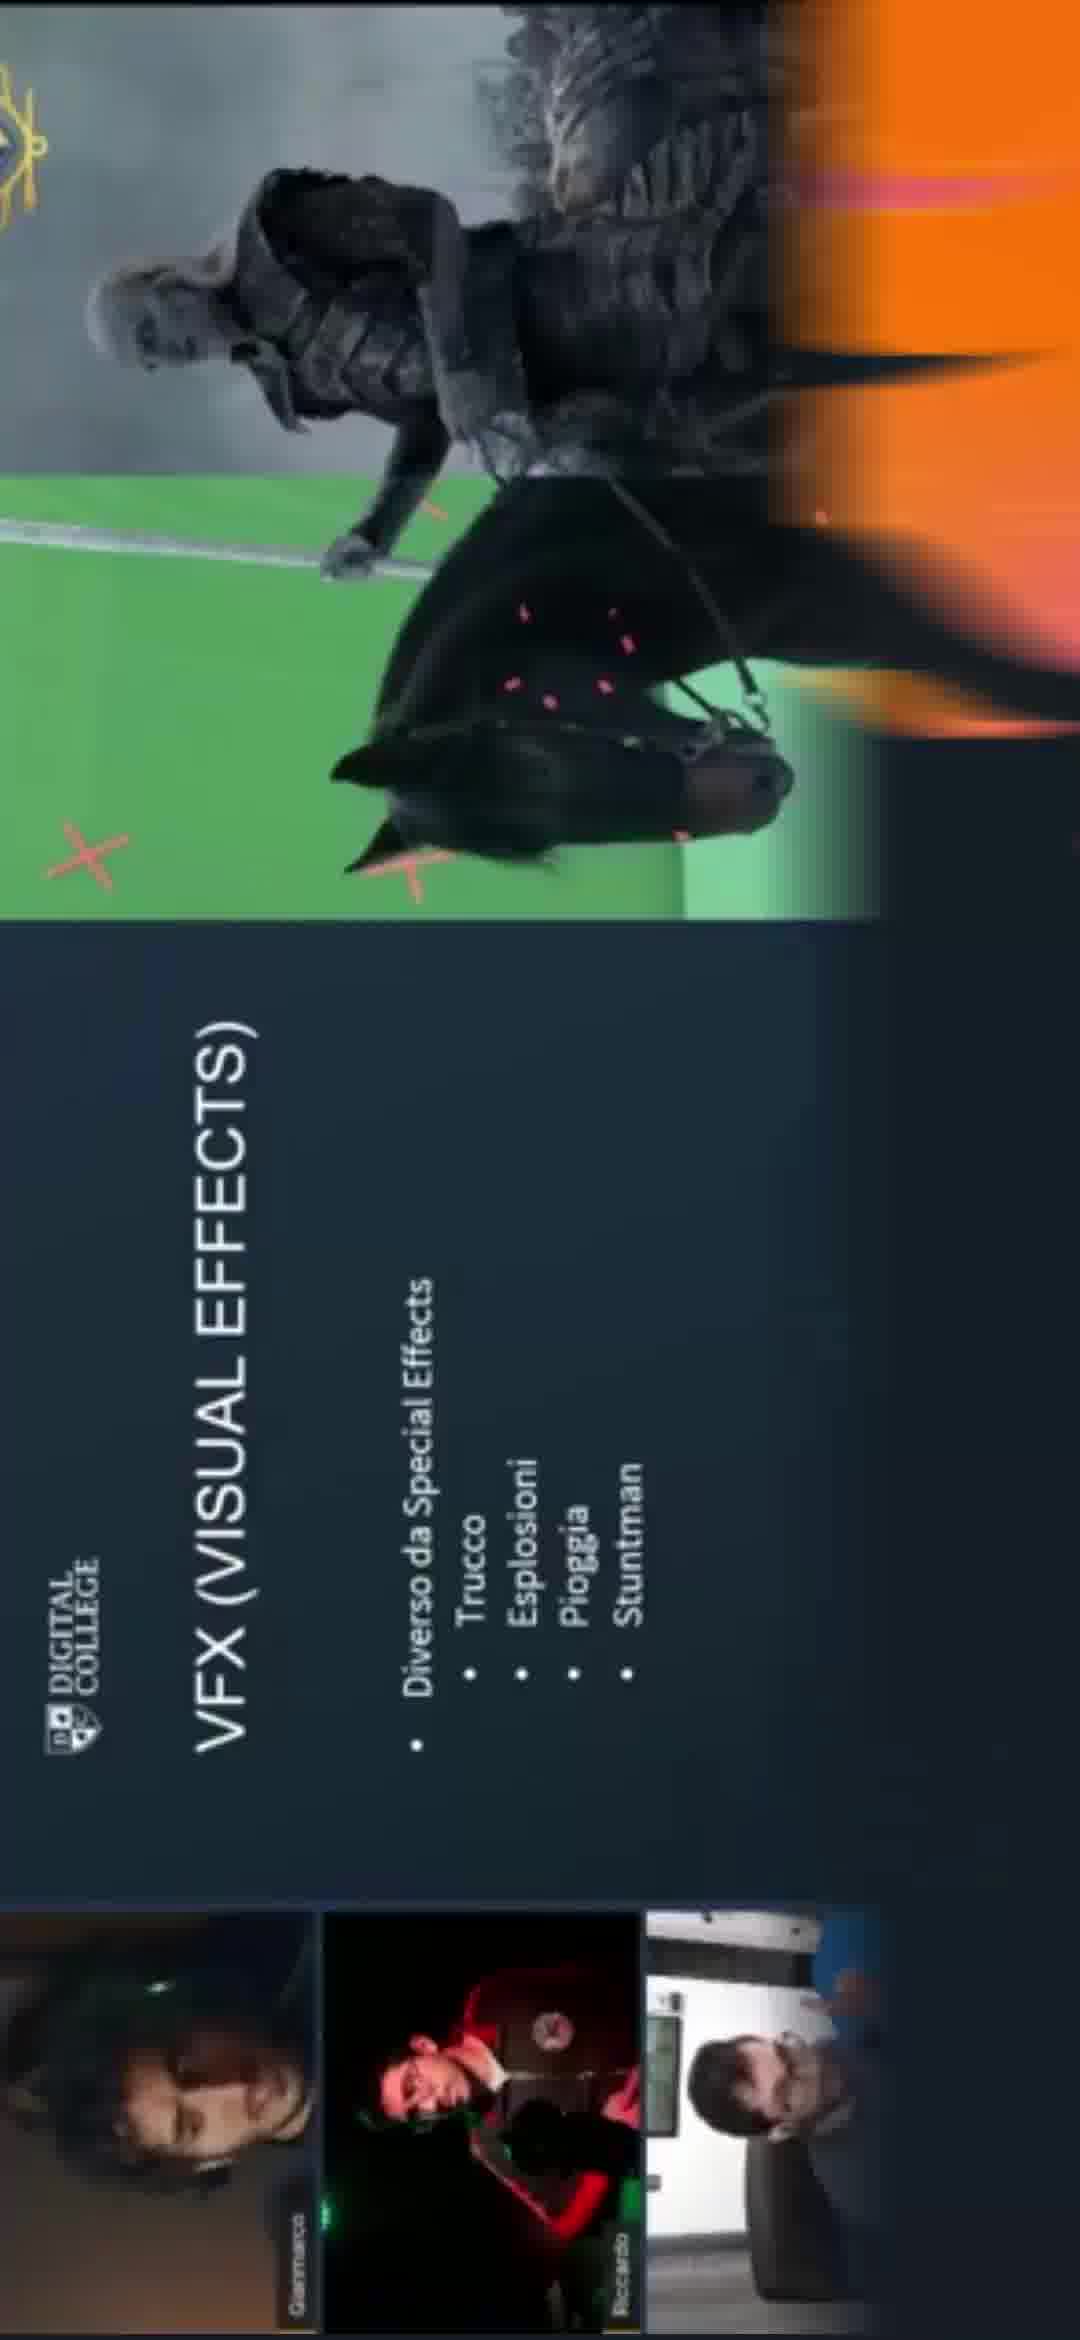 DIGITAL
COLLEGE
VFX (VISUAL EFFECTS)
• Diverso da Special Effects
• Trucco
• Esplosioni
• Pioggia
• Stuntman
Gianmarco
Riccardo